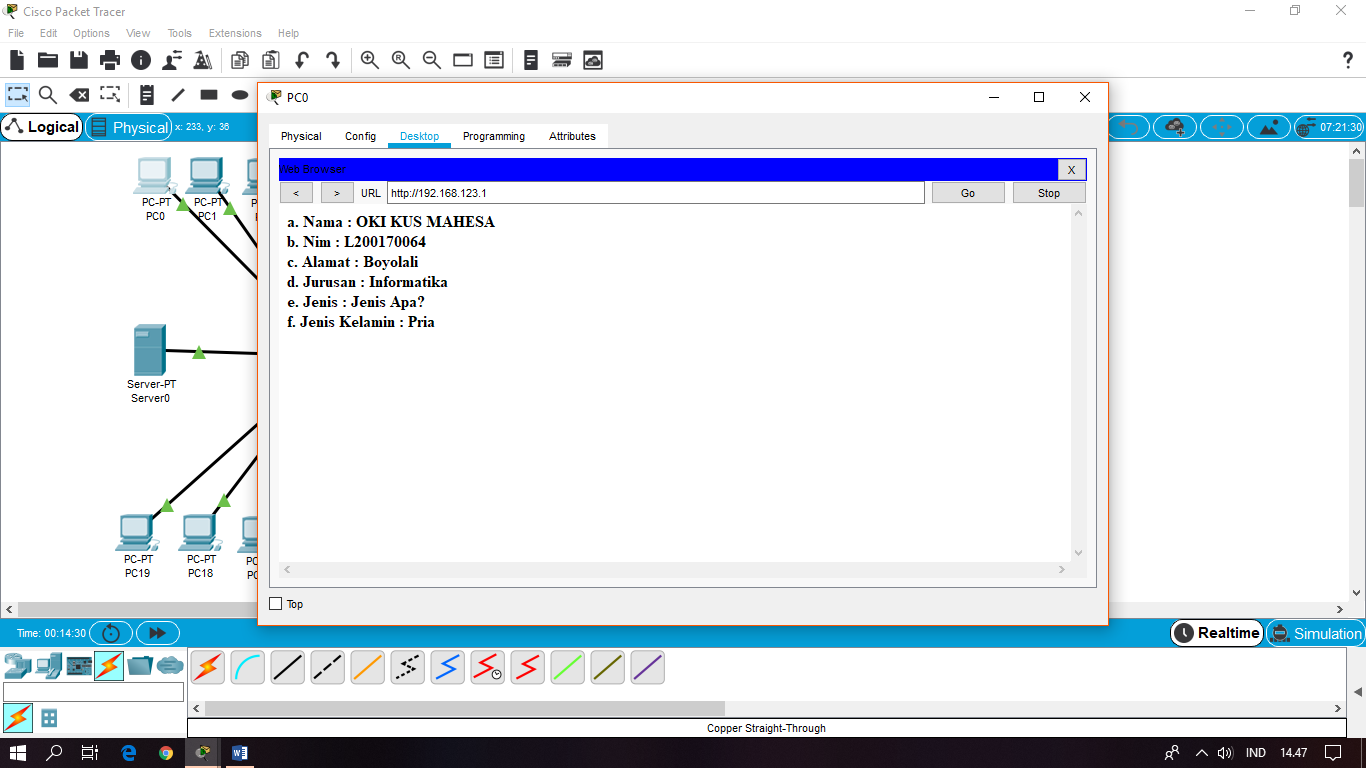 Cisco Packet Tracer
File Edit Options View Tools Extensions Help
?
PC0
Logical
Physical
x: 233, y: 36
07:21:30
Physical Config Desktop Programming Attributes
Web Browser
X
< > URL http://192.168.123.1 Go Stop
a. Nama : OKI KUS MAHESA
b. Nim : L200170064
c. Alamat : Boyolali
d. Jurusan : Informatika
e. Jenis : Jenis Apa?
f. Jenis Kelamin : Pria
Top
PC-PT
PC0
PC-PT
PC1
Server-PT
Server0
PC-PT
PC19
PC-PT
PC18
Time: 00:14:30
Realtime
Simulation
Copper Straight-Through
IND 14.47